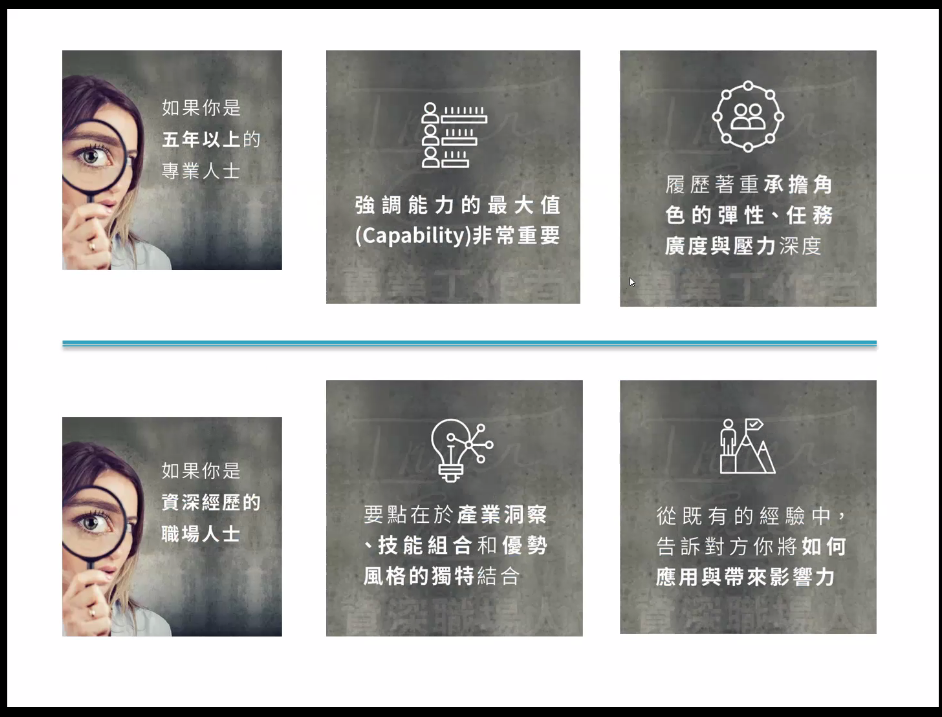 如果你是
五年以上的
專業人士
強調能力的最大值
(Capability)非常重要
履歷著重承擔角
色的彈性、任務
廣度與壓力深度
如果你是
資深經歷的
職場人士
要點在於產業洞察
、技能組合和優勢
風格的獨特結合
從既有的經驗中，
告訴對方你將如何
應用與帶來影響力